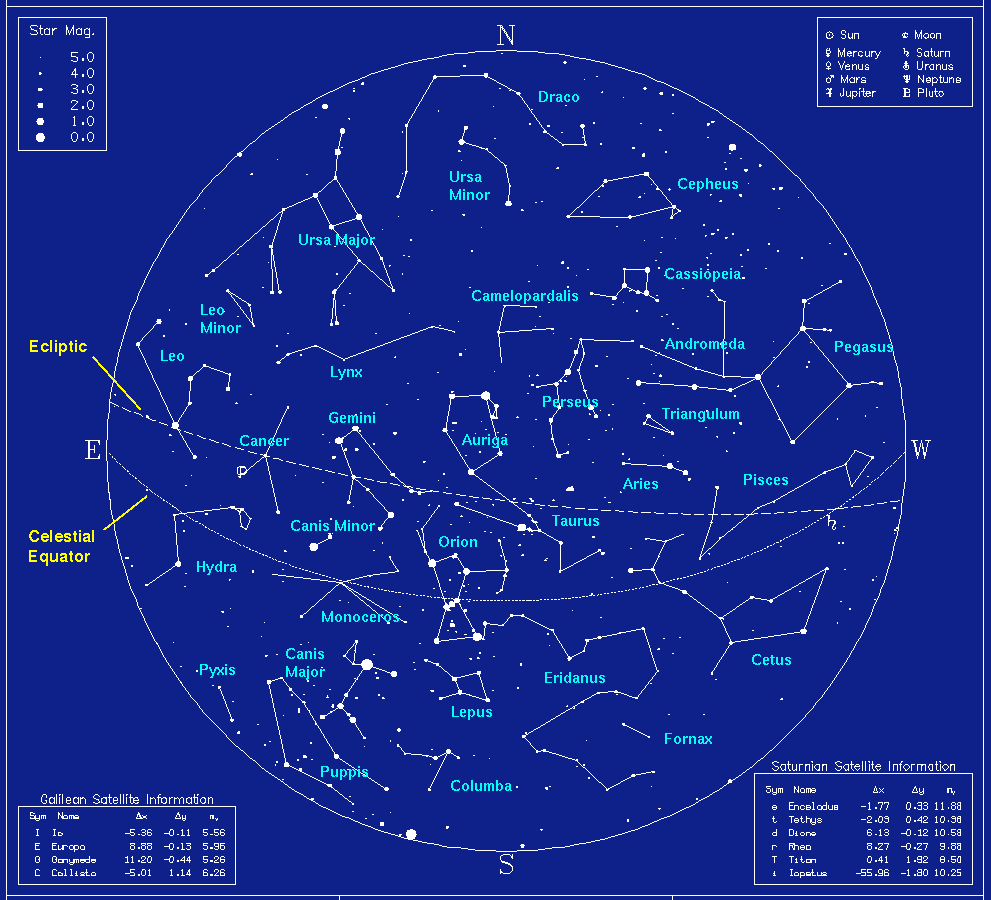 Star Mag.
5.0
4.0
3.0
2.0
1.0
0.0
N
Sun
Moon
Mercury
Saturn
Venus
Uranus
Mars
Neptune
Jupiter
Pluto
Draco
Ursa
Minor
Cepheus
Ursa Major
Cassiopeia
Camelopardalis
Leo
Minor
Ecliptic
Leo
Lynx
Andromeda
Pegasus
Perseus
Triangulum
Gemini
Auriga
Cancer
E
W
Aries
Pisces
Celestial
Equator
Canis Minor
Taurus
Orion
Hydra
Monoceros
Canis
Major
Pyxis
Cetus
Eridanus
Lepus
Fornax
Puppis
Columba
S
Galilean Satellite Information
Sym Name Δx Δy m,
I Io -5.36 -0.11 5.56
E Europa 8.88 -0.13 5.96
G Ganymede 11.20 -0.44 5.26
C Callisto -5.01 1.14 6.26
Saturnian Satellite Information
Sym Name Δx Δy m,
e Enceladus -1.77 0.33 11.88
t Tethys -2.09 0.42 10.38
d Dione 6.13 -0.12 10.58
r Rhea 8.27 -0.27 9.88
T Titan 0.41 1.92 8.50
i Iapetus -55.96 -1.80 10.25